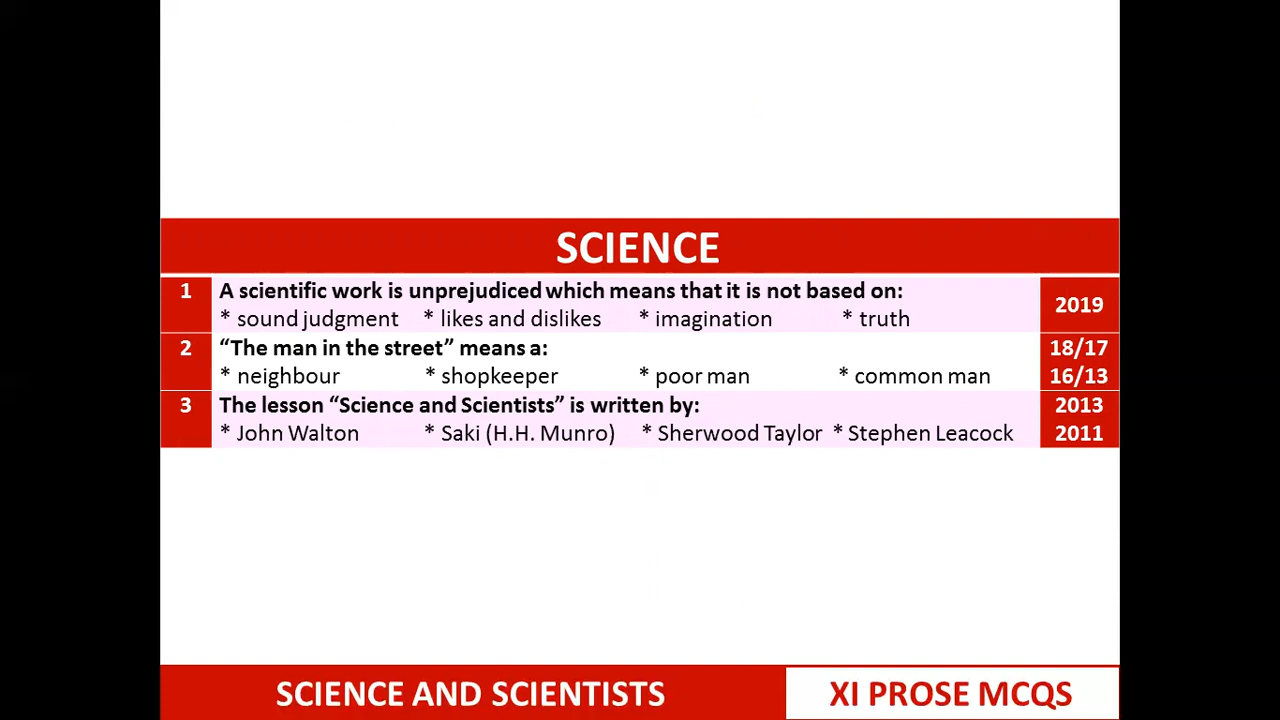 SCIENCE
1 A scientific work is unprejudiced which means that it is not based on: 2019
* sound judgment * likes and dislikes * imagination * truth
2 “The man in the street” means a: 18/17
* neighbour * shopkeeper * poor man * common man 16/13
3 The lesson “Science and Scientists” is written by: 2013
* John Walton * Saki (H.H. Munro) * Sherwood Taylor * Stephen Leacock 2011
SCIENCE AND SCIENTISTS XI PROSE MCQS